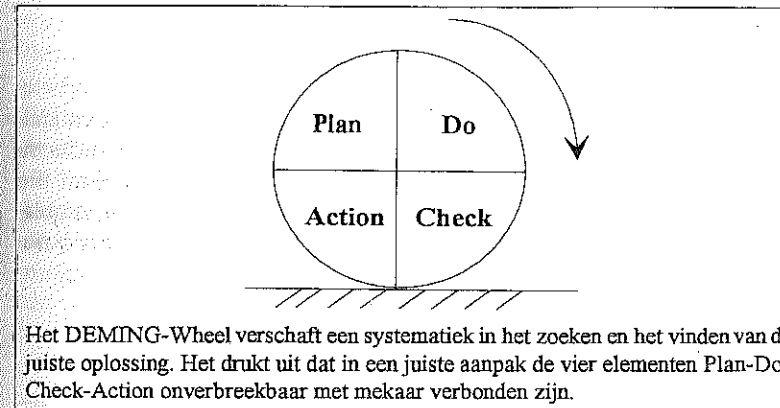 Plan Do
Action Check
Het DEMING-Wheel verschaft een systematiek in het zoeken en het vinden van d
juiste oplossing. Het drukt uit dat in een juiste aanpak de vier elementen Plan-Do
Check-Action onverbreekbaar met mekaar verbonden zijn.